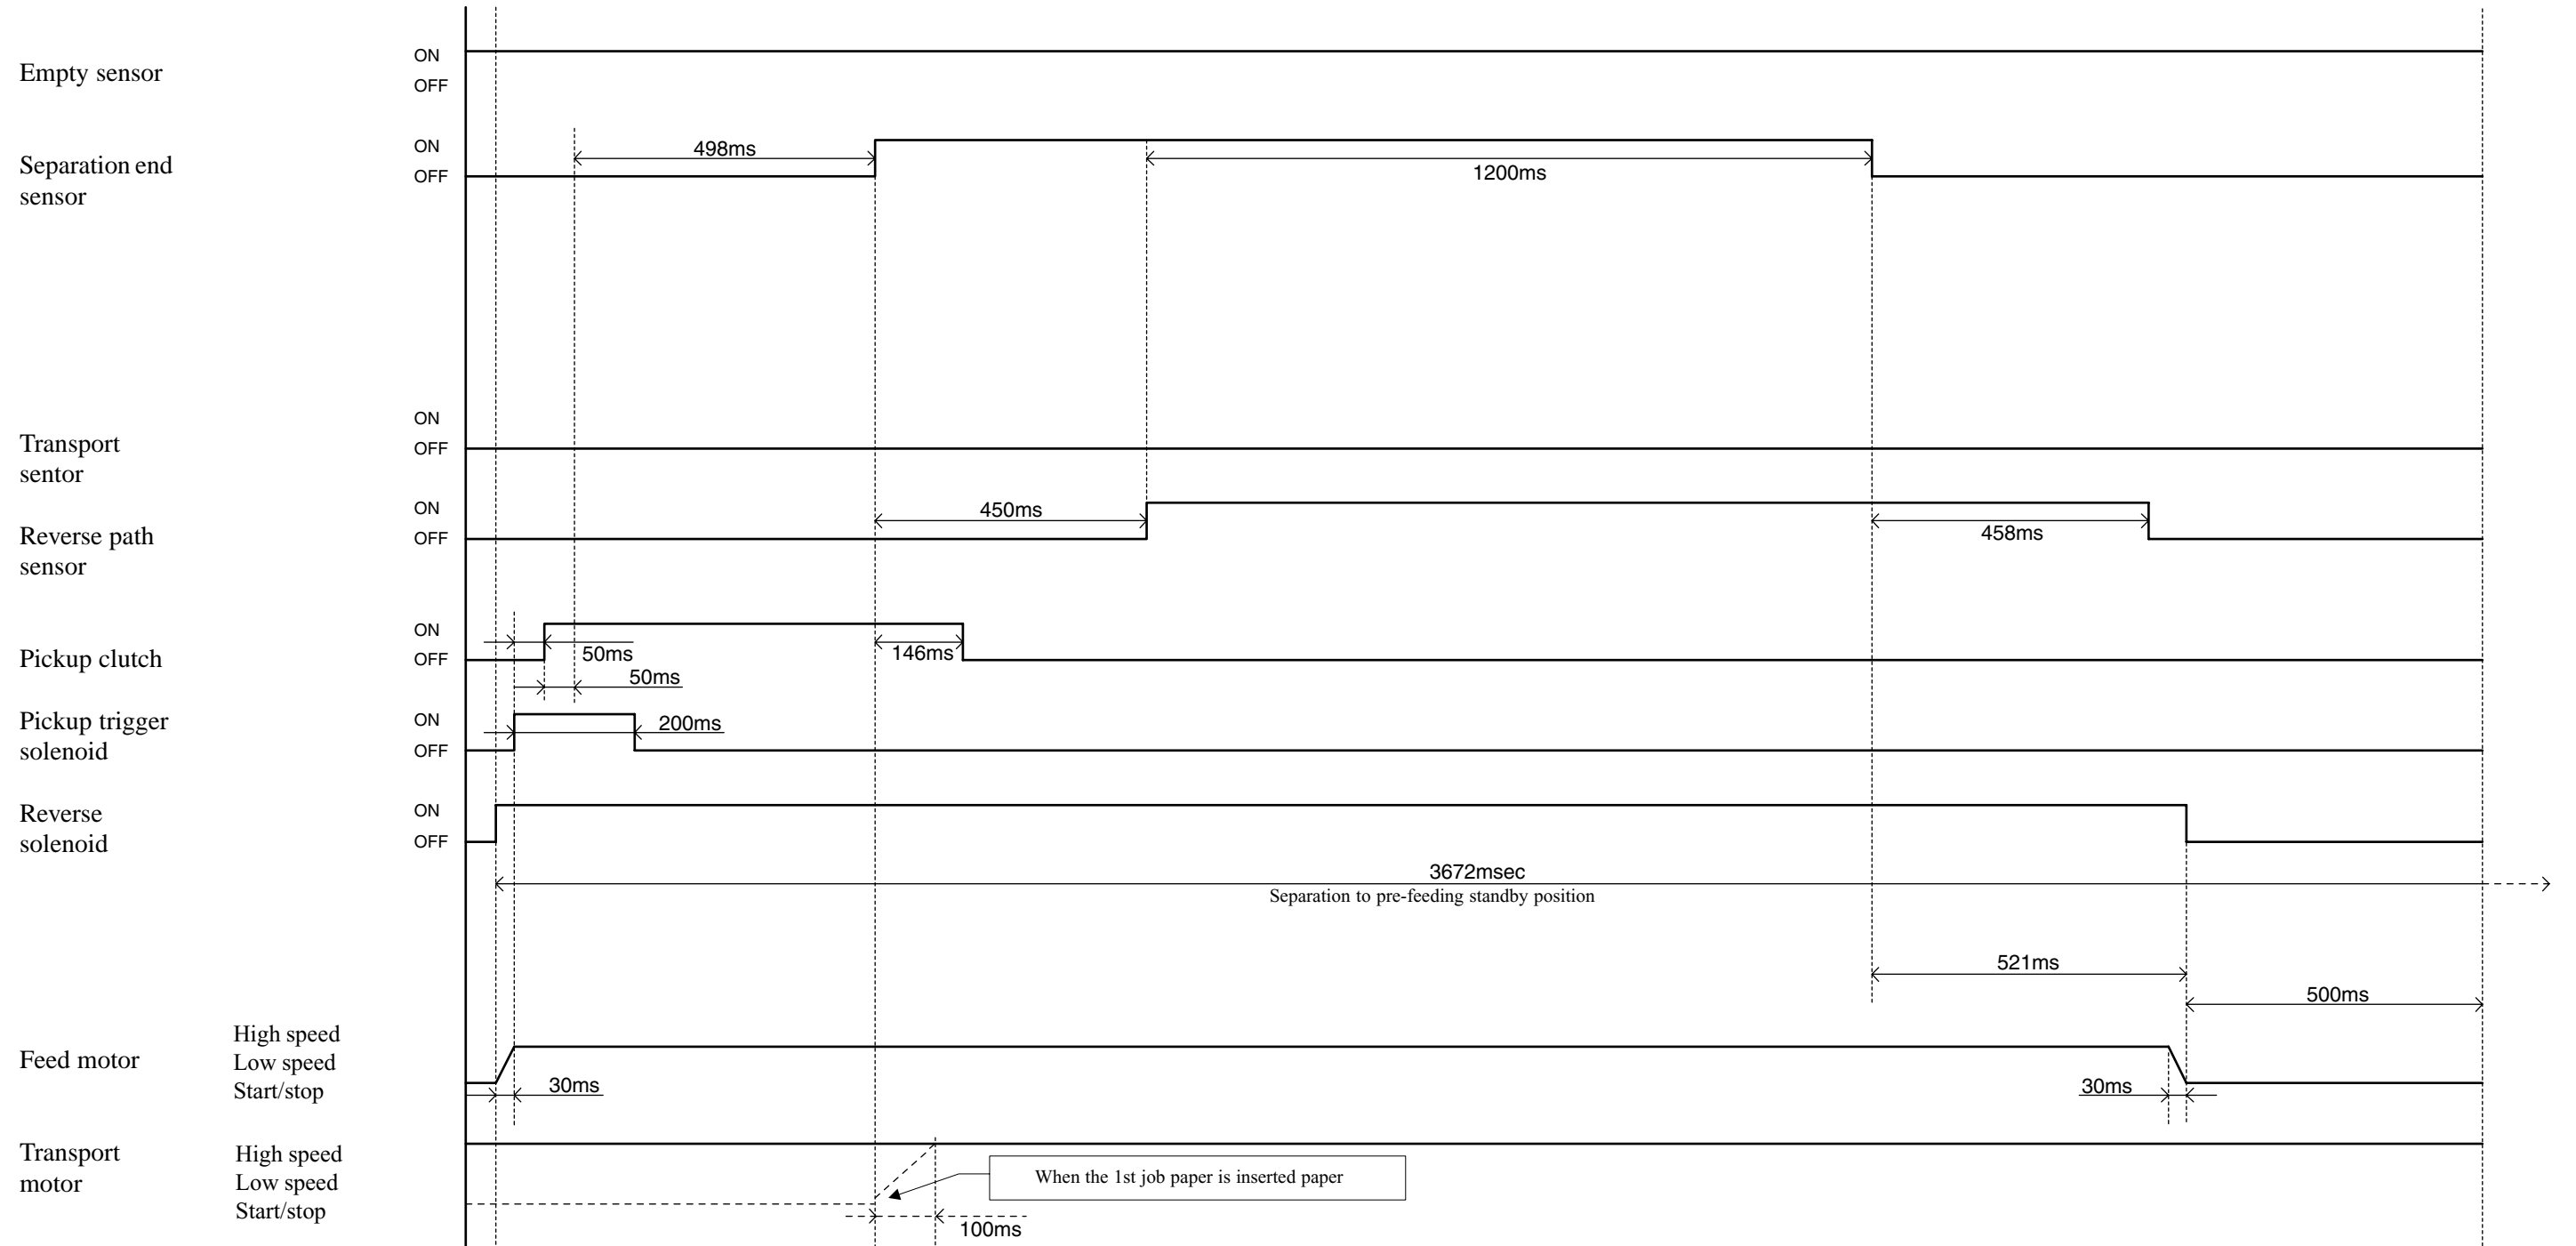 Empty sensor
ON
OFF
Separation end
sensor
ON
OFF
498ms
1200ms
Transport
sentor
ON
OFF
Reverse path
sensor
ON
OFF
450ms
458ms
Pickup clutch
ON
OFF
50ms
146ms
50ms
Pickup trigger
solenoid
ON
OFF
200ms
Reverse
solenoid
ON
OFF
3672msec
Separation to pre-feeding standby position
521ms
500ms
Feed motor
High speed
Low speed
Start/stop
30ms
30ms
Transport
motor
High speed
Low speed
Start/stop
When the 1st job paper is inserted paper
100ms